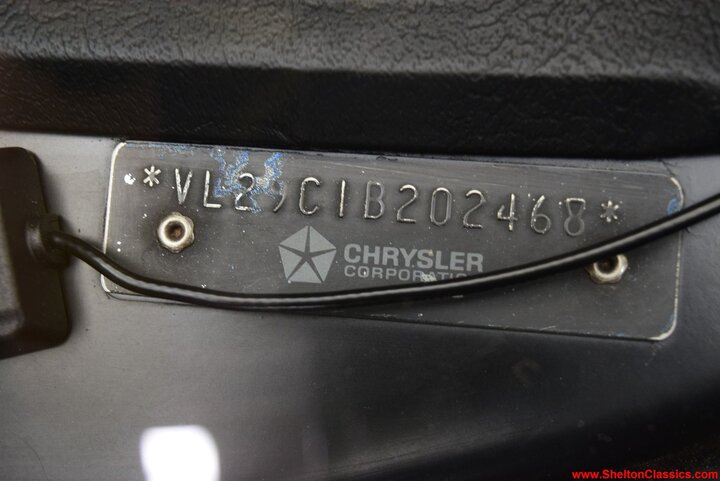 *VL29C1B202468*
CHRYSLER
CORPORATION
www.SheltonClassics.com